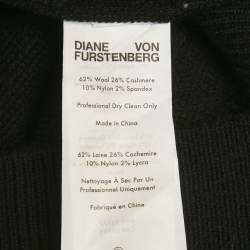 DIANE VON
FURSTENBERG
62% Wool 26% Cashmere
10% Nylon 2% Spandex
Professional Dry Clean Only
Made in China
62% Laine 26% Cachemire
10% Nylon 2% Lycra
Nettoyage À Sec Par Un
Professionnel Uniquement
Fabriqué en Chine